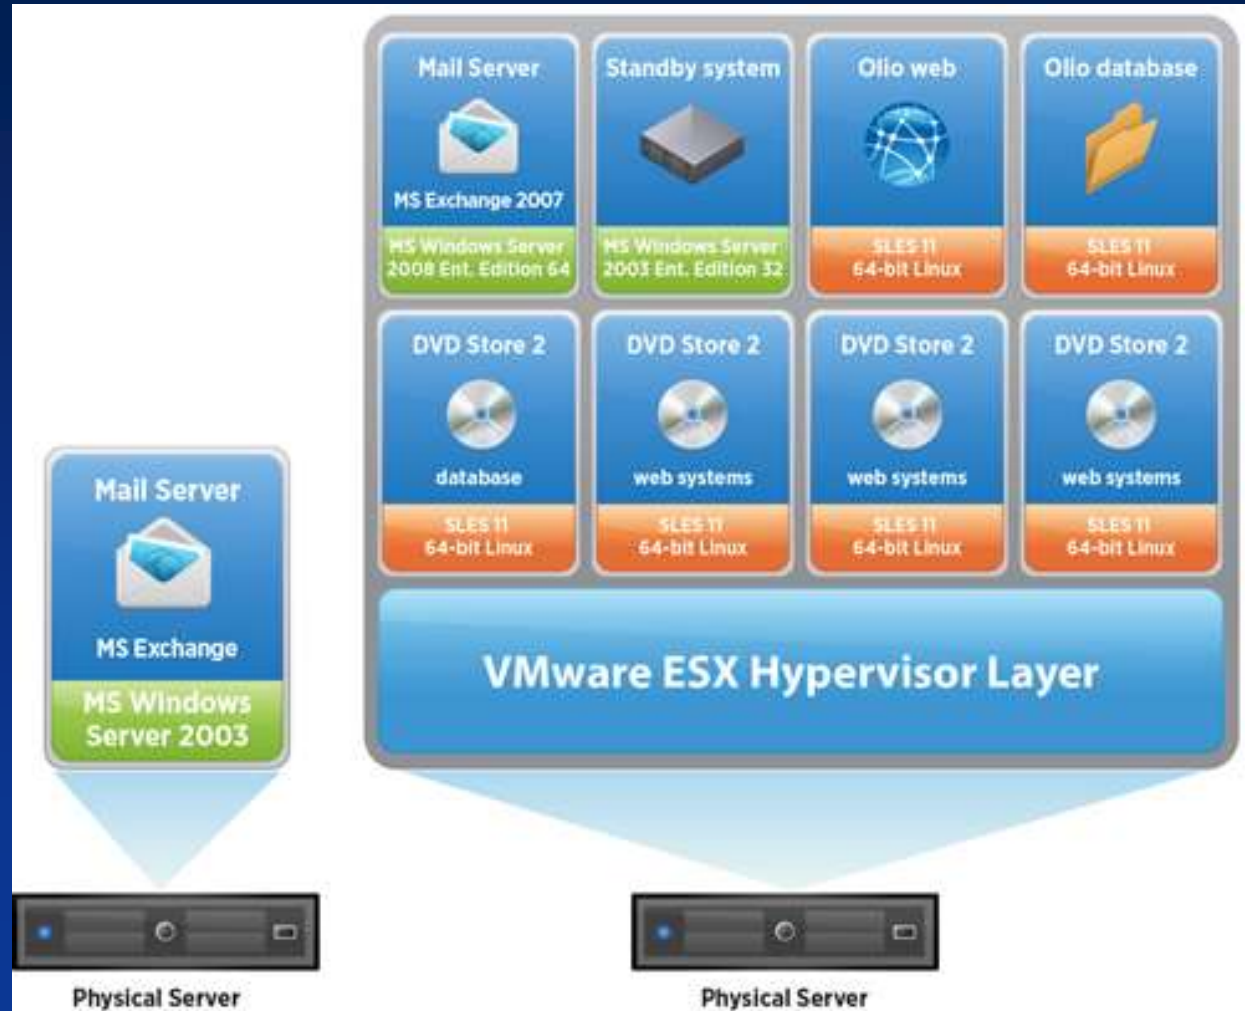 Mail Server
MS Exchange 2007
MS Windows Server
2008 Ent. Edition 64
Standby system
MS Windows Server
2003 Ent. Edition 32
Olio web
SLES 11
64-bit Linux
Olio database
SLES 11
64-bit Linux
DVD Store 2
database
SLES 11
64-bit Linux
DVD Store 2
web systems
SLES 11
64-bit Linux
DVD Store 2
web systems
SLES 11
64-bit Linux
DVD Store 2
web systems
SLES 11
64-bit Linux
Mail Server
MS Exchange
MS Windows
Server 2003
VMware ESX Hypervisor Layer
Physical Server
Physical Server